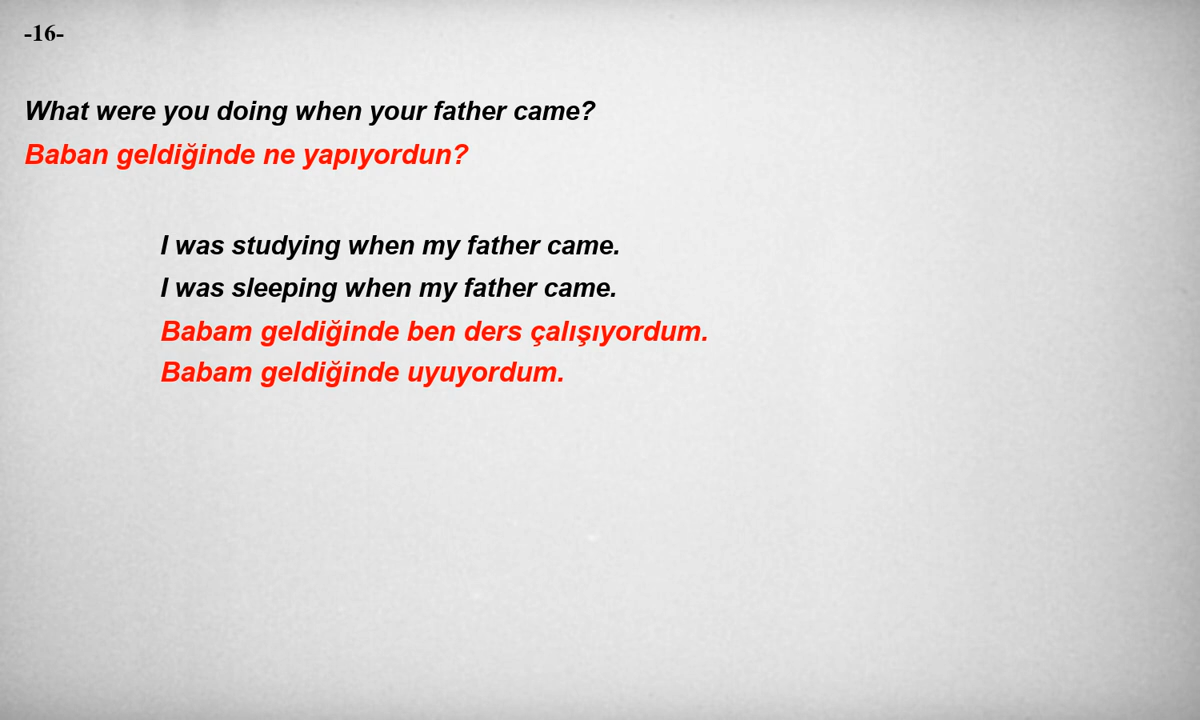 -16-
What were you doing when your father came?
Baban geldiğinde ne yapıyordun?
I was studying when my father came.
I was sleeping when my father came.
Babam geldiğinde ben ders çalışıyordum.
Babam geldiğinde uyuyordum.